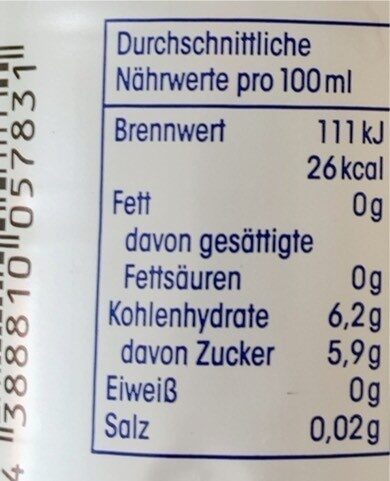 Durchschnittliche
Nährwerte pro 100 ml
Brennwert 111 kJ
26 kcal
Fett 0g
davon gesättigte
Fettsäuren 0g
Kohlenhydrate 6,2g
davon Zucker 5,9g
Eiweiß 0g
Salz 0,02g
4 388810 057831